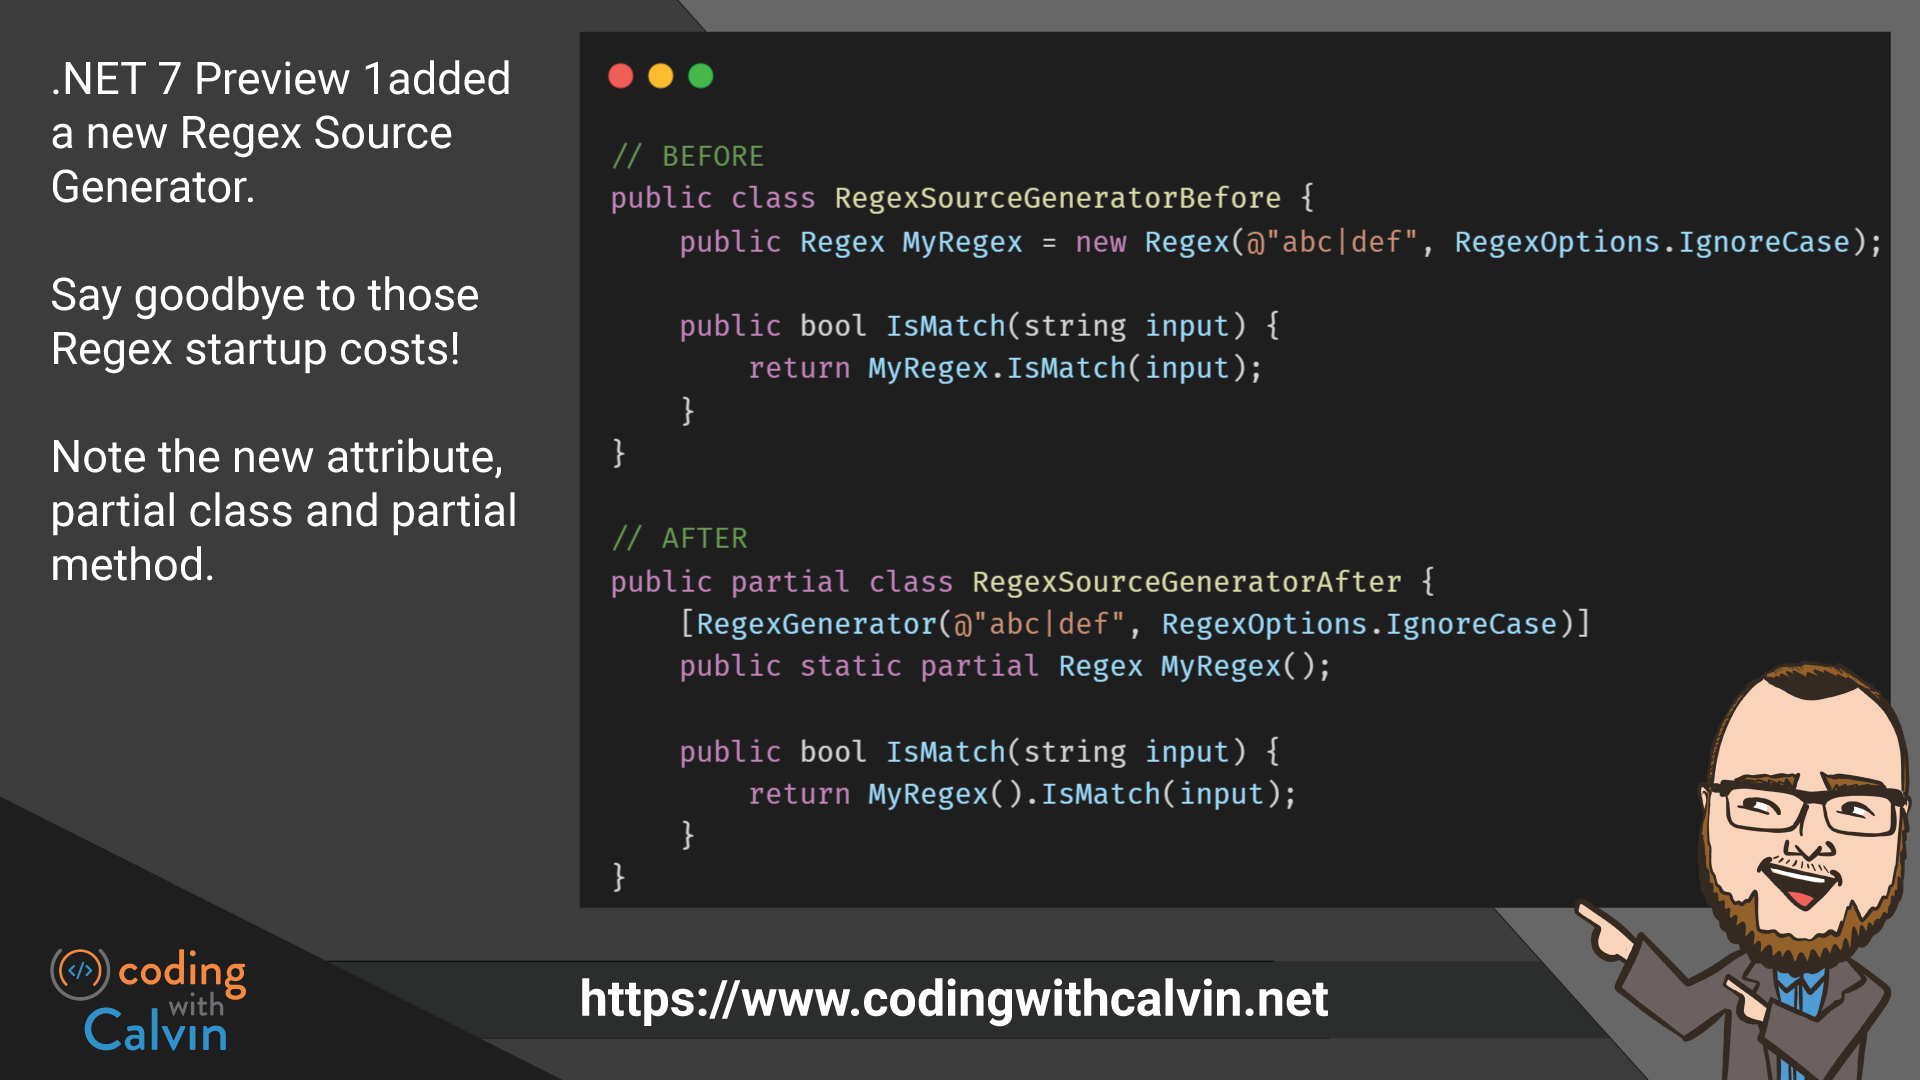 .NET 7 Preview 1added
a new Regex Source
Generator.
Say goodbye to those
Regex startup costs!
Note the new attribute,
partial class and partial
method.
// BEFORE
public class RegexSourceGeneratorBefore {
    public Regex MyRegex = new Regex(@"abc|def", RegexOptions.IgnoreCase);
    public bool IsMatch(string input) {
        return MyRegex.IsMatch(input);
    }
}
// AFTER
public partial class RegexSourceGeneratorAfter {
    [RegexGenerator(@"abc|def", RegexOptions.IgnoreCase)]
    public static partial Regex MyRegex();
    public bool IsMatch(string input) {
        return MyRegex().IsMatch(input);
    }
}
</> coding
with
Calvin
https://www.codingwithcalvin.net